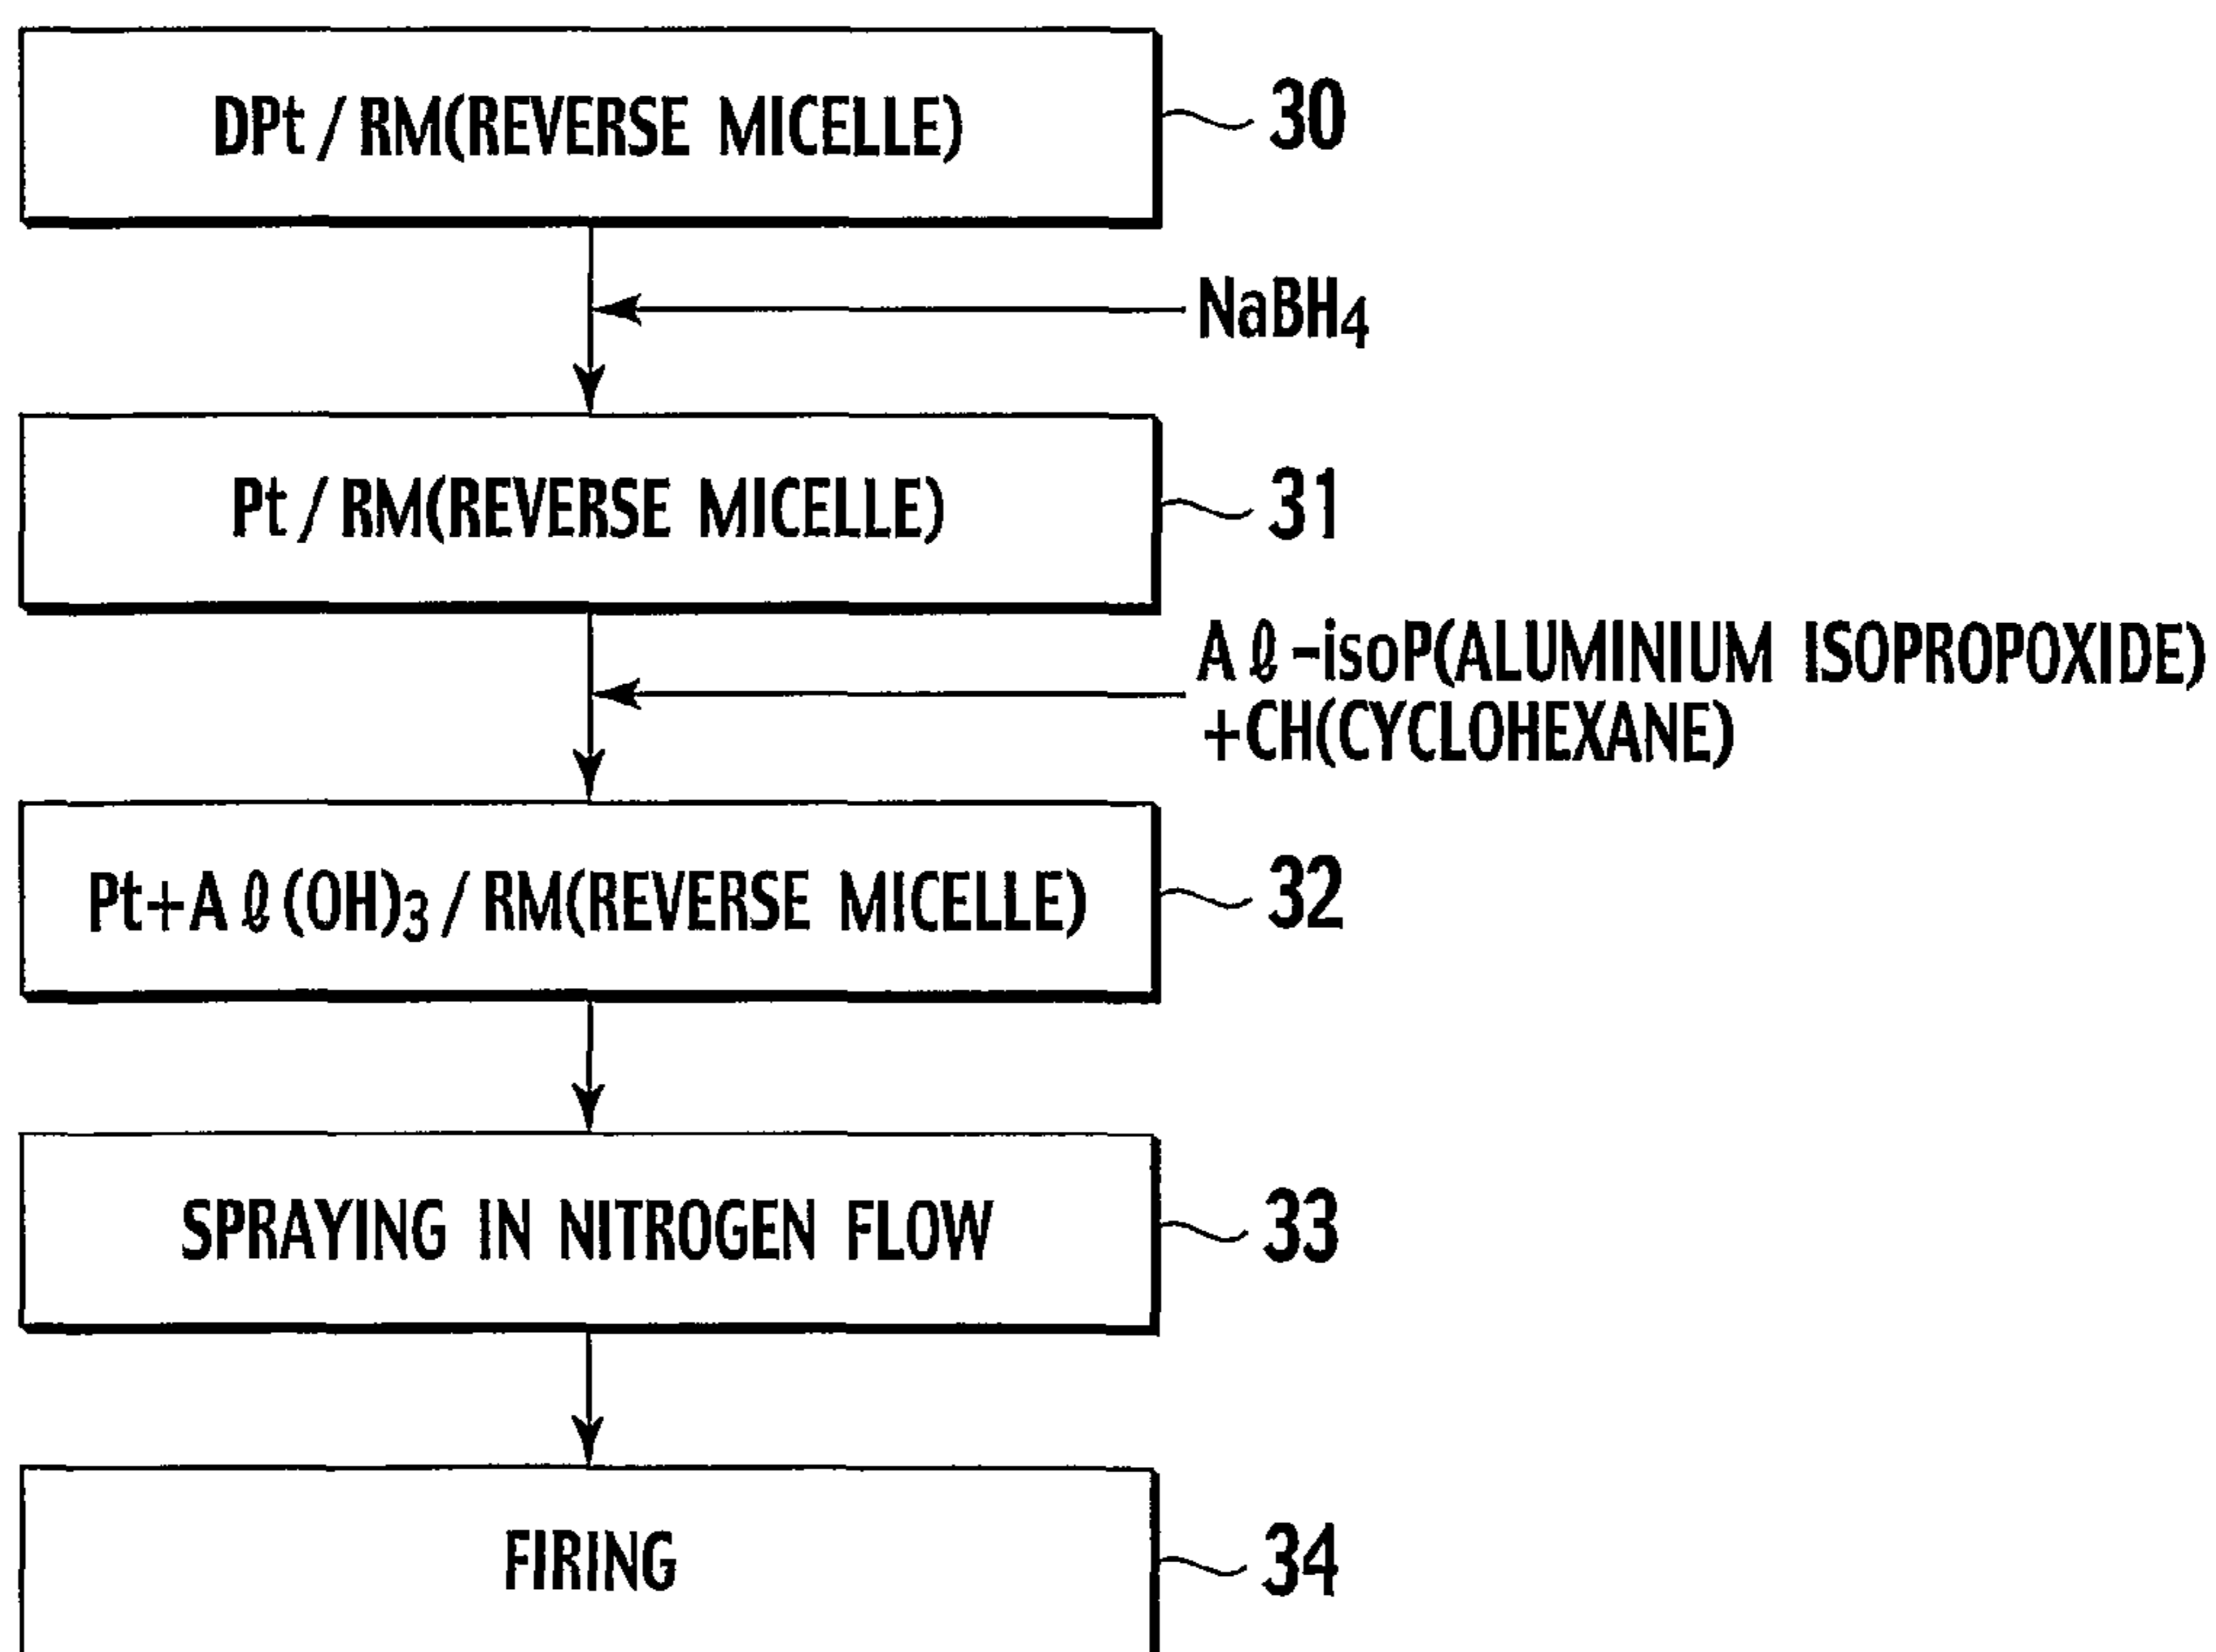 DPt / RM(REVERSE MICELLE)
30
NaBH4
Pt / RM(REVERSE MICELLE)
31
Aℓ-isoP(ALUMINIUM ISOPROPOXIDE)
+CH(CYCLOHEXANE)
Pt+Aℓ(OH)3 / RM(REVERSE MICELLE)
32
SPRAYING IN NITROGEN FLOW
33
FIRING
34